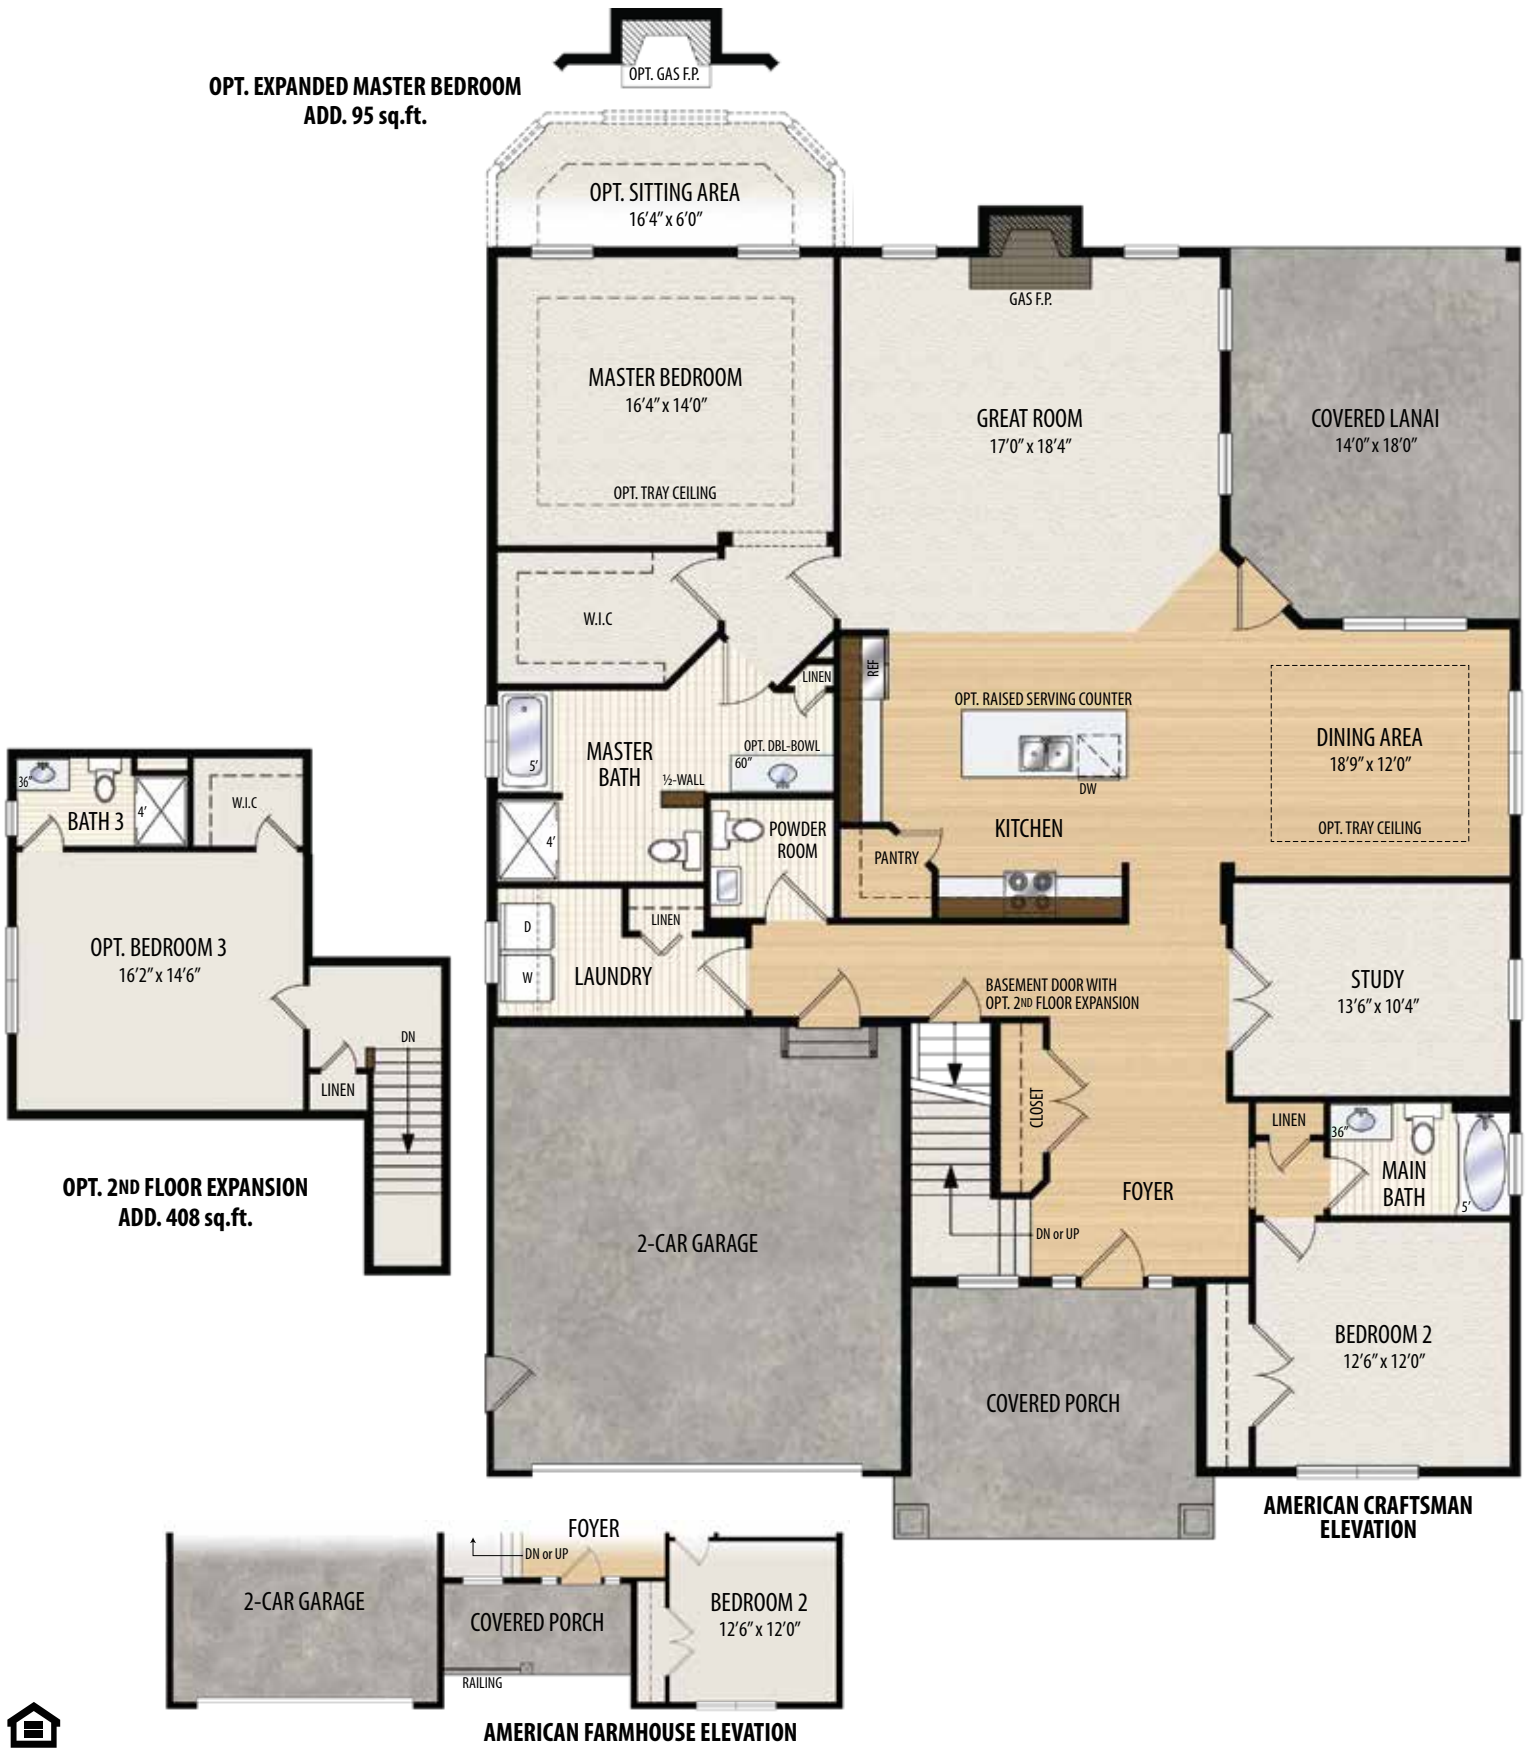 OPT. GAS F.P.
OPT. EXPANDED MASTER BEDROOM
ADD. 95 sq.ft.
OPT. SITTING AREA
16'4" x 6'0"
GAS F.P.
MASTER BEDROOM
16'4" x 14'0"
OPT. TRAY CEILING
GREAT ROOM
17'0" x 18'4"
COVERED LANAI
14'0" x 18'0"
W.I.C
LINEN
REF
OPT. RAISED SERVING COUNTER
DW
KITCHEN
DINING AREA
18'9" x 12'0"
OPT. TRAY CEILING
MASTER
BATH
5'
OPT. DBL-BOWL
60"
½-WALL
4'
POWDER
ROOM
PANTRY
D
W
LINEN
LAUNDRY
BASEMENT DOOR WITH
OPT. 2ND FLOOR EXPANSION
STUDY
13'6" x 10'4"
36"
BATH 3
4'
W.I.C
OPT. BEDROOM 3
16'2" x 14'6"
DN
LINEN
OPT. 2ND FLOOR EXPANSION
ADD. 408 sq.ft.
CLOSET
LINEN
36"
MAIN
BATH
5'
FOYER
DN or UP
2-CAR GARAGE
BEDROOM 2
12'6" x 12'0"
COVERED PORCH
AMERICAN CRAFTSMAN
ELEVATION
FOYER
DN or UP
2-CAR GARAGE
COVERED PORCH
BEDROOM 2
12'6" x 12'0"
RAILING
AMERICAN FARMHOUSE ELEVATION